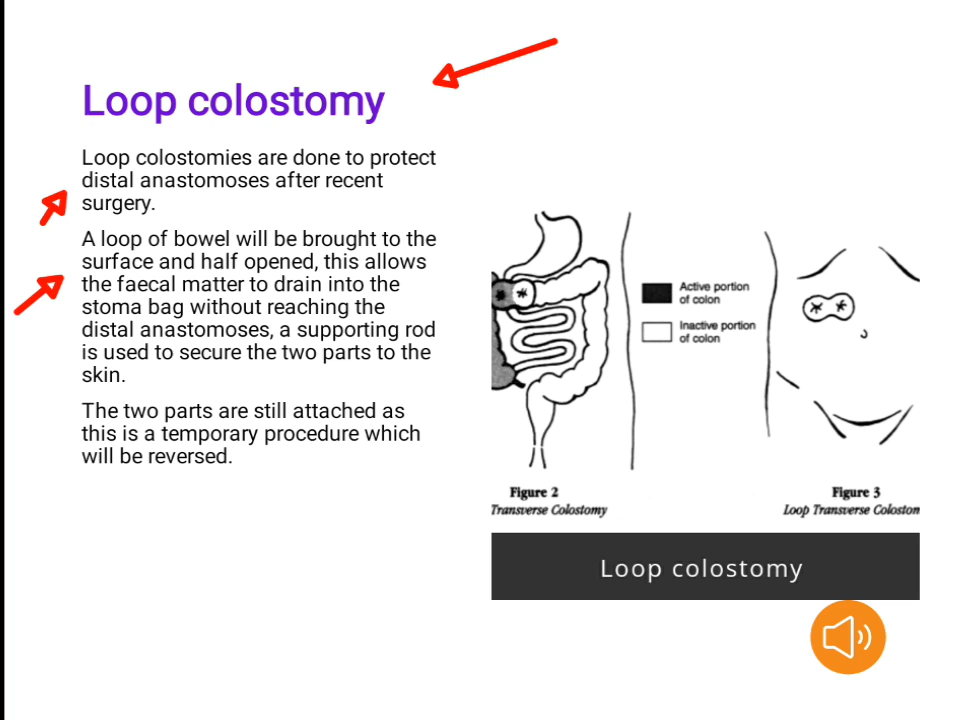 Loop colostomy
Loop colostomies are done to protect
distal anastomoses after recent
surgery.
A loop of bowel will be brought to the
surface and half opened, this allows
the faecal matter to drain into the
stoma bag without reaching the
distal anastomoses, a supporting rod
is used to secure the two parts to the
skin.
The two parts are still attached as
this is a temporary procedure which
will be reversed.
Active portion
of colon
Inactive portion
of colon
Figure 2
Transverse Colostomy
Figure 3
Loop Transverse Coloston
Loop colostomy